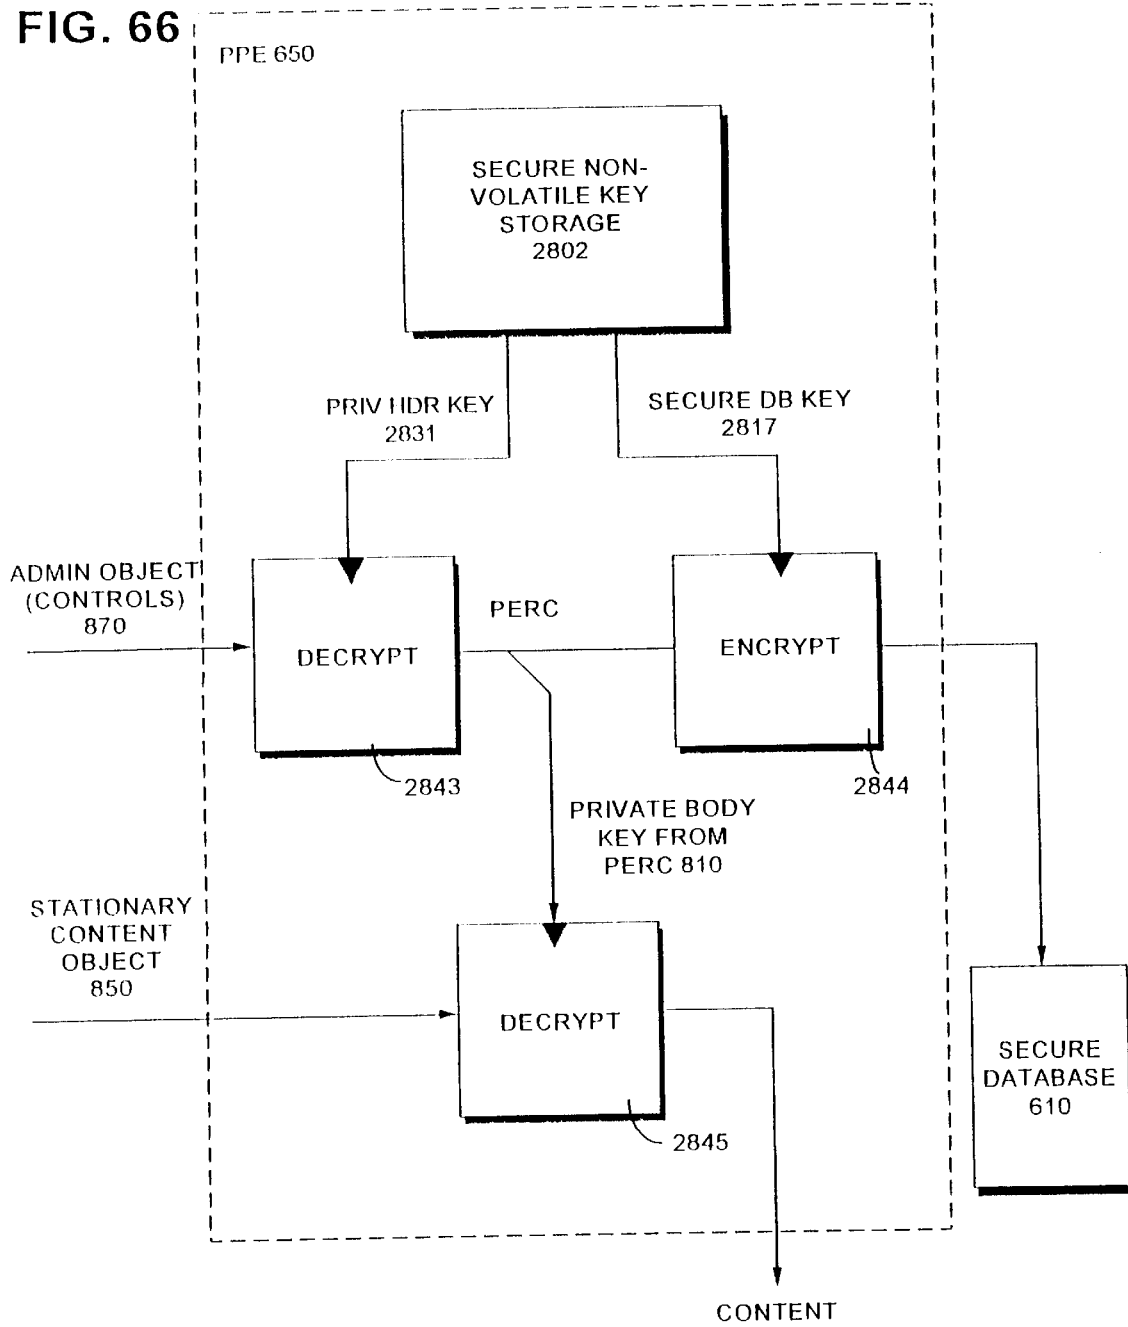 FIG. 66
PPE 650
SECURE NON-
VOLATILE KEY
STORAGE
2802
PRIV HDR KEY
2831
SECURE DB KEY
2817
ADMIN OBJECT
(CONTROLS)
870
DECRYPT
PERC
ENCRYPT
2843
2844
PRIVATE BODY
KEY FROM
PERC 810
STATIONARY
CONTENT
OBJECT
850
DECRYPT
2845
SECURE
DATABASE
610
CONTENT